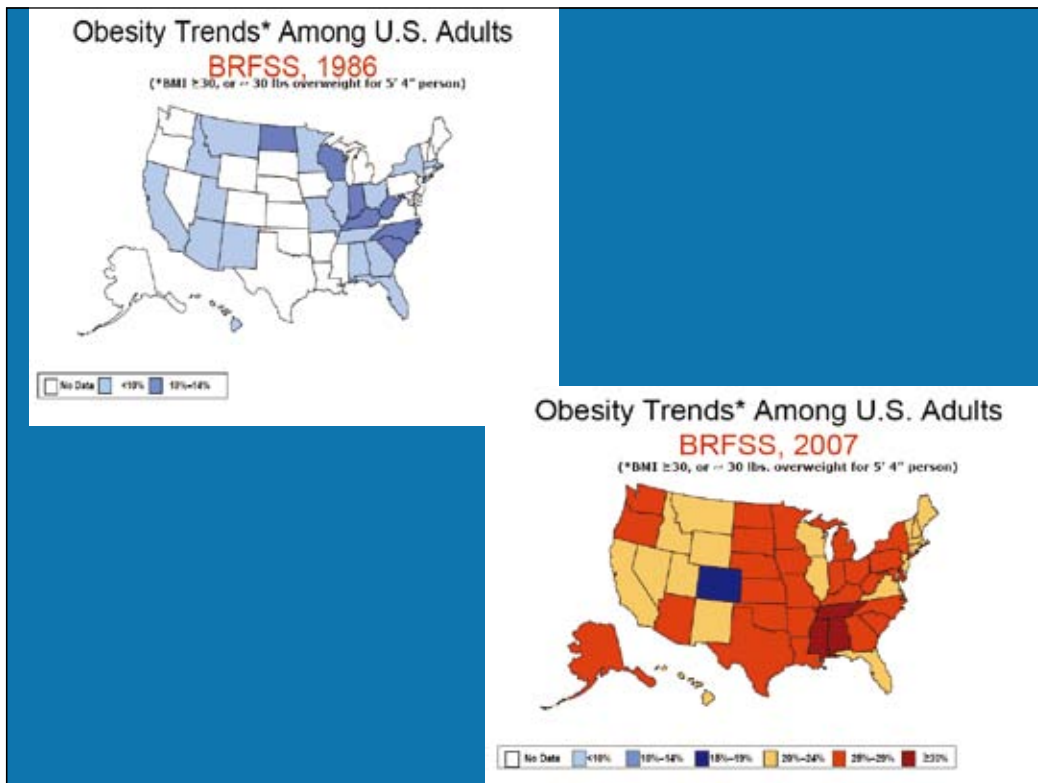 Obesity Trends* Among U.S. Adults
BRFSS, 1986
(*BMI ≥30, or ~ 30 lbs overweight for 5' 4" person)
No Data <10% 10%–14%
Obesity Trends* Among U.S. Adults
BRFSS, 2007
(*BMI ≥30, or ~ 30 lbs. overweight for 5' 4" person)
No Data <10% 10%–14% 15%–19% 20%–24% 25%–29% ≥30%